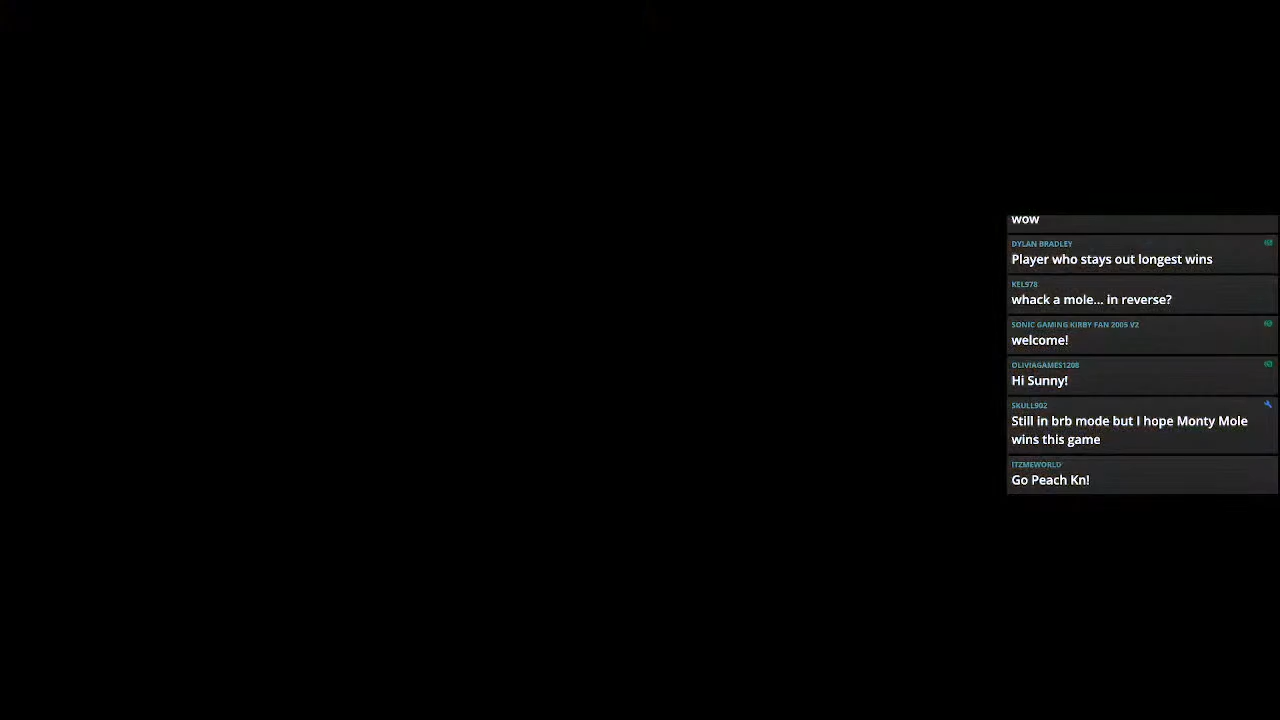 wow
DYLAN BRADLEY
Player who stays out longest wins
KEL978
whack a mole... in reverse?
SONIC GAMING KIRBY FAN 2005 V2
welcome!
OLIVIAGAMES1208
Hi Sunny!
SKULL902
Still in brb mode but I hope Monty Mole
wins this game
ITZMEWORLD
Go Peach Kn!